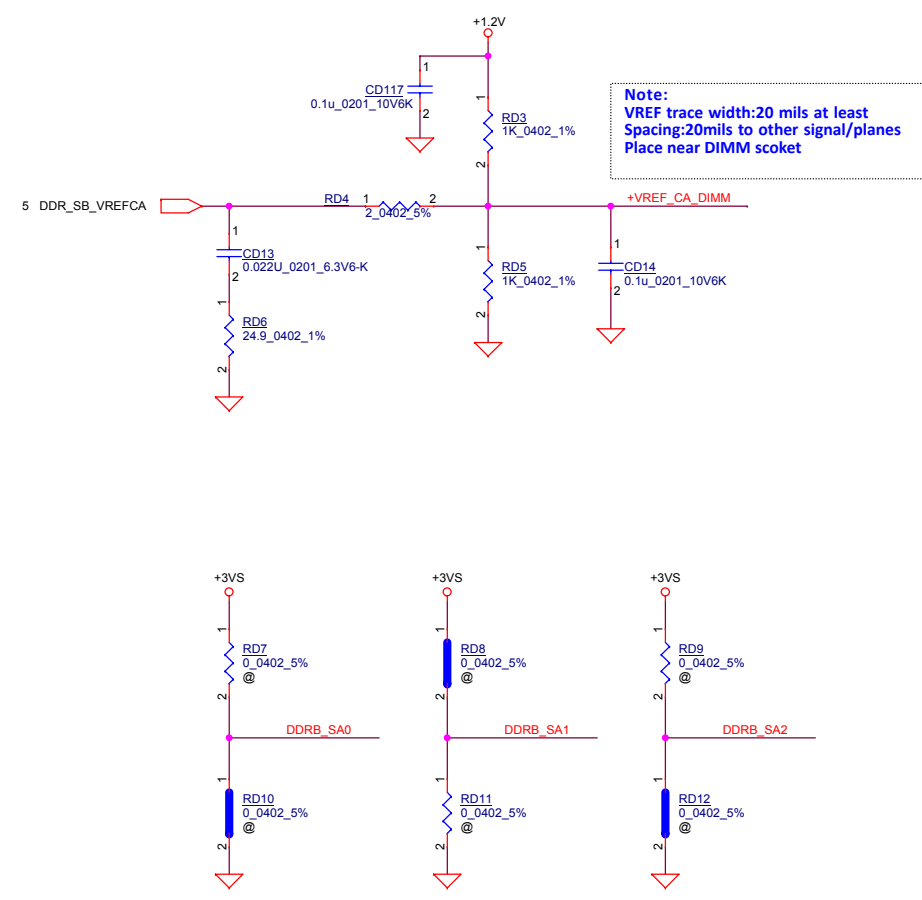 +1.2V
1
CD117
0.1u_0201_10V6K
2
1
RD3
1K_0402_1%
2
Note:
VREF trace width:20 mils at least
Spacing:20mils to other signal/planes
Place near DIMM scoket
5 DDR_SB_VREFCA
RD4 1 2
2_0402_5%
+VREF_CA_DIMM
1
CD13
0.022U_0201_6.3V6-K
2
1
RD5
1K_0402_1%
2
1
CD14
0.1u_0201_10V6K
2
1
RD6
24.9_0402_1%
2
+3VS
1
RD7
0_0402_5%
@
2
DDRB_SA0
1
RD10
0_0402_5%
@
2
+3VS
1
RD8
0_0402_5%
@
2
DDRB_SA1
1
RD11
0_0402_5%
@
2
+3VS
1
RD9
0_0402_5%
@
2
DDRB_SA2
1
RD12
0_0402_5%
@
2